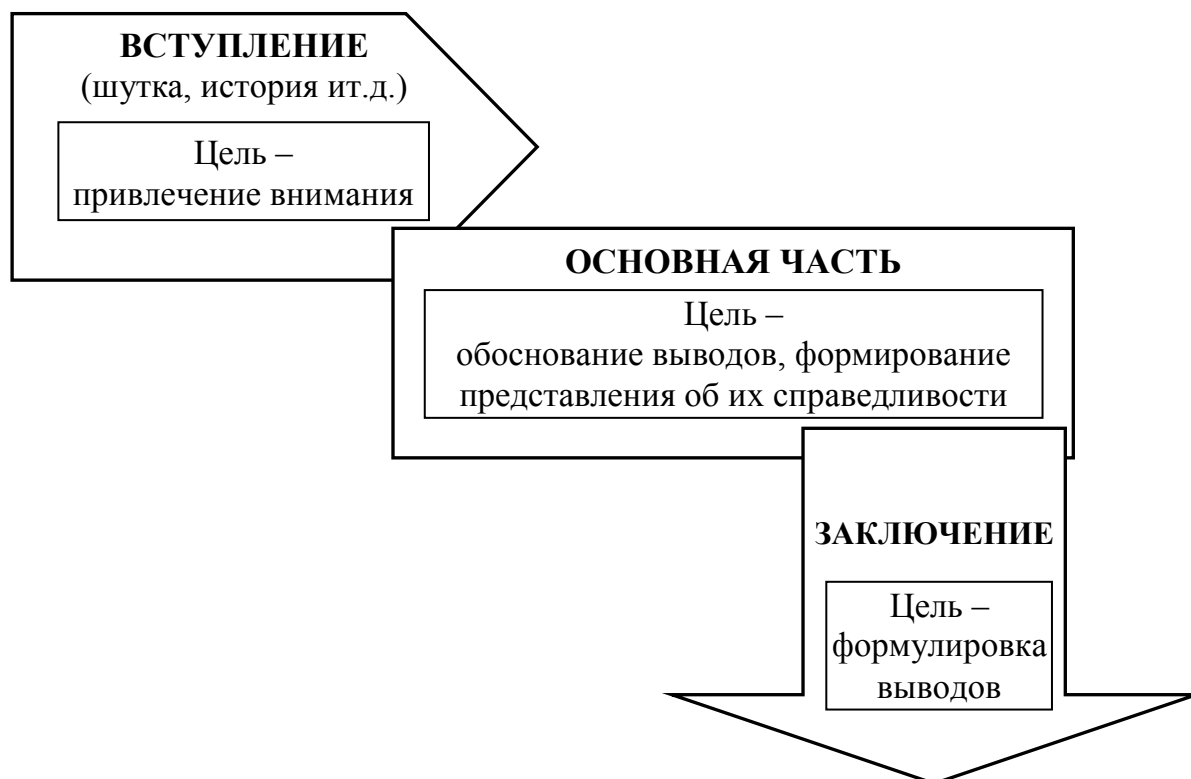 ВСТУПЛЕНИЕ
(шутка, история ит.д.)
Цель –
привлечение внимания
ОСНОВНАЯ ЧАСТЬ
Цель –
обоснование выводов, формирование
представления об их справедливости
ЗАКЛЮЧЕНИЕ
Цель –
формулировка
выводов